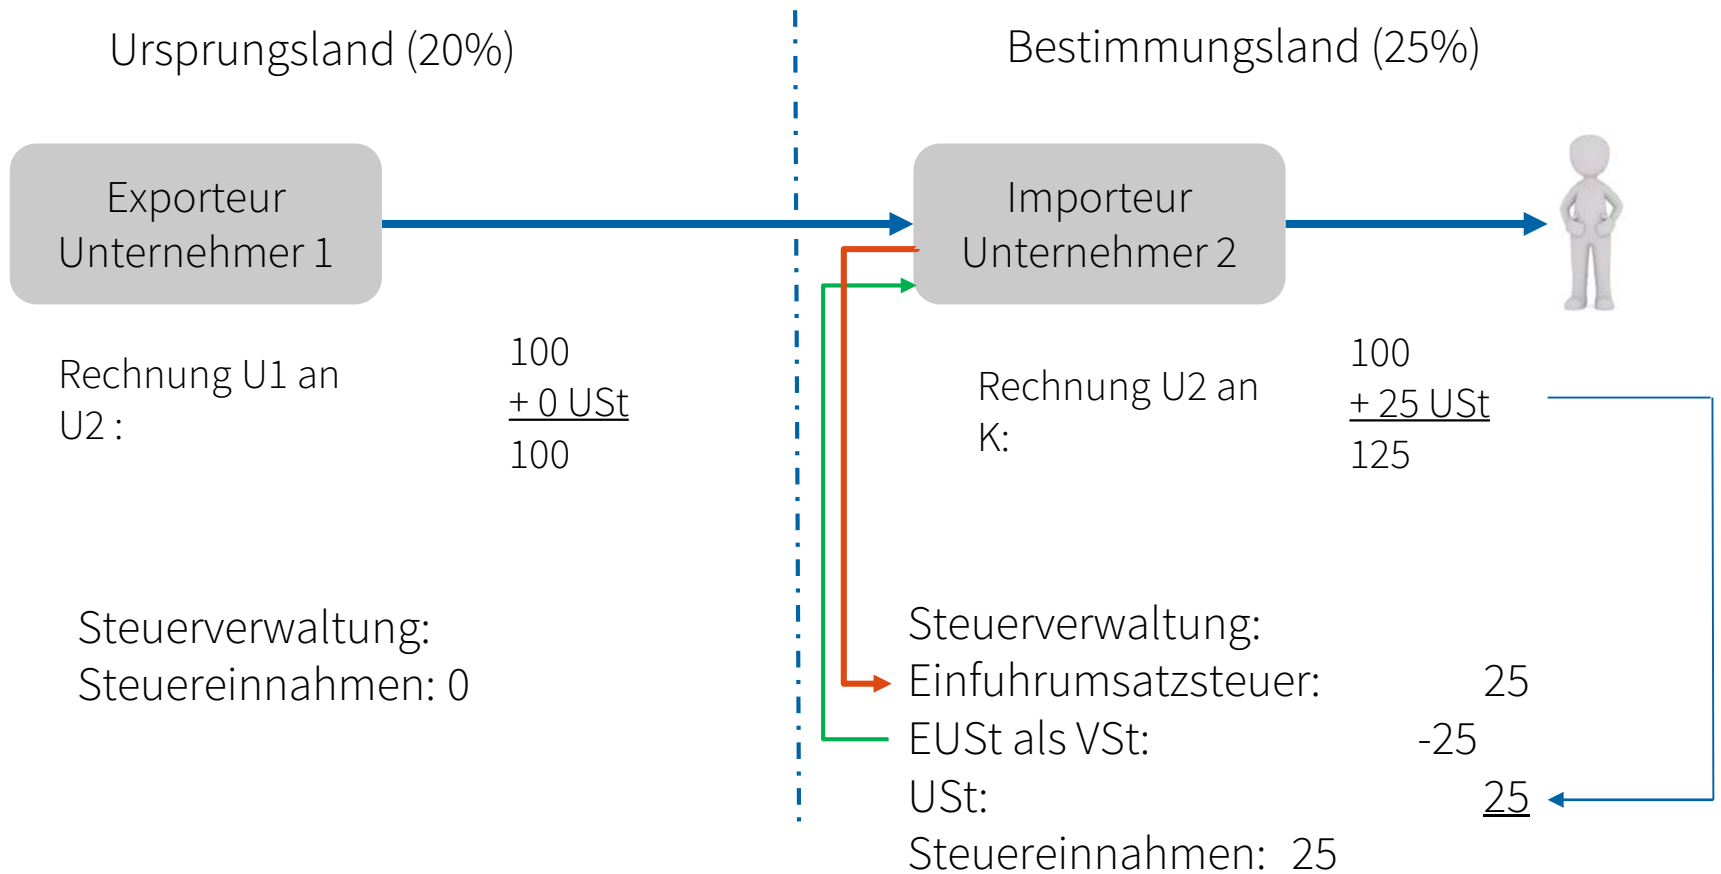 Ursprungsland (20%)
Bestimmungsland (25%)
Exporteur
Unternehmer 1
Importeur
Unternehmer 2
Rechnung U1 an
U2 :
100
+ 0 USt
100
Rechnung U2 an
K:
100
+ 25 USt
125
Steuerverwaltung:
Steuereinnahmen: 0
Steuerverwaltung:
Einfuhrumsatzsteuer: 25
EUSt als VSt: -25
USt: 25
Steuereinnahmen: 25